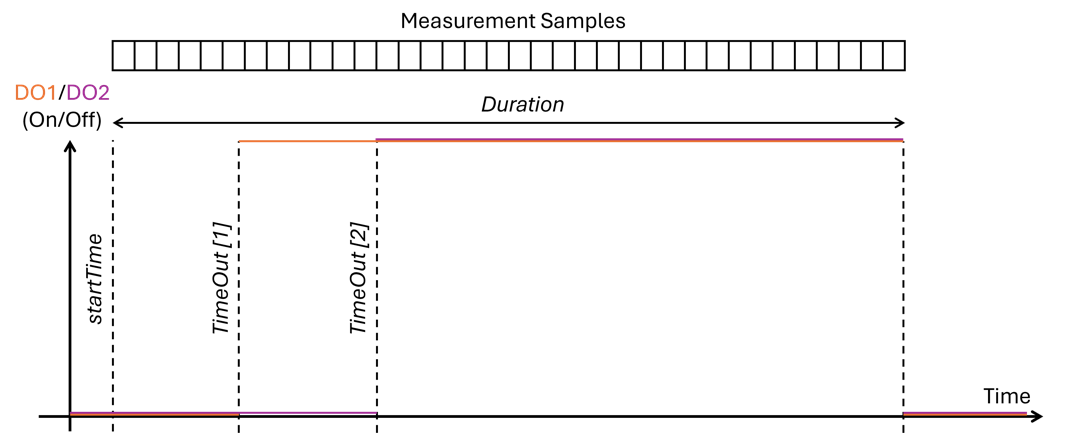 Measurement Samples
DO1/DO2
(On/Off)
Duration
startTime
TimeOut [1]
TimeOut [2]
Time